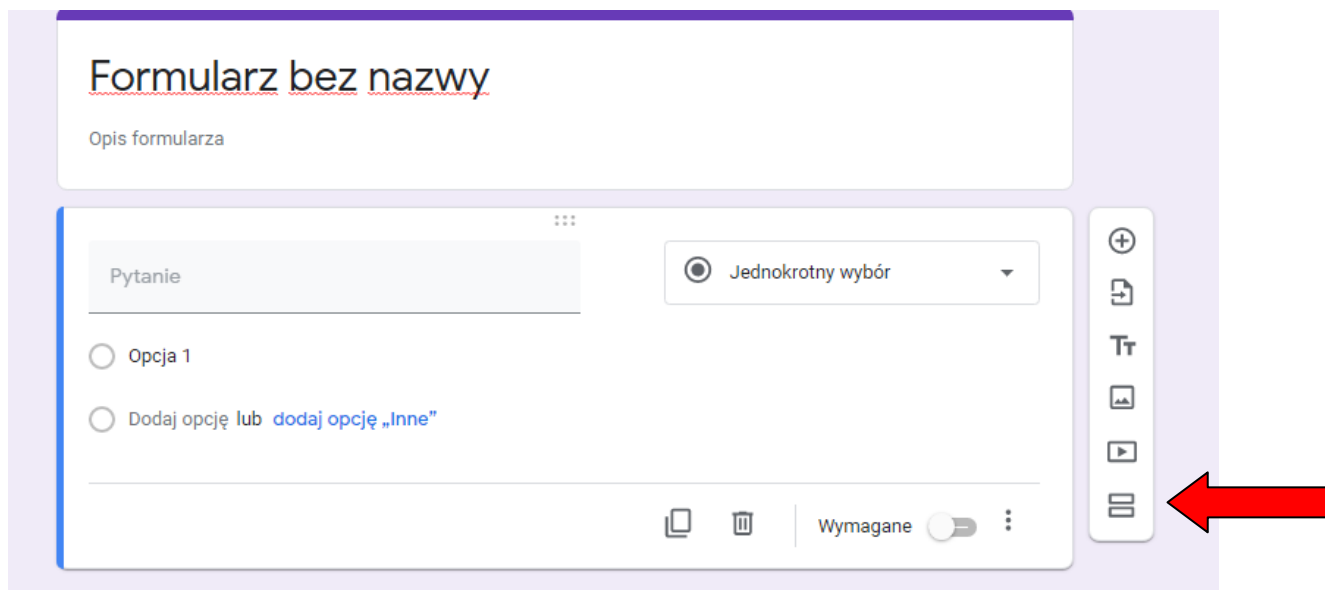 Formularz bez nazwy
Opis formularza
Pytanie
Jednokrotny wybór
Opcja 1
Dodaj opcję lub dodaj opcję „Inne”
Wymagane